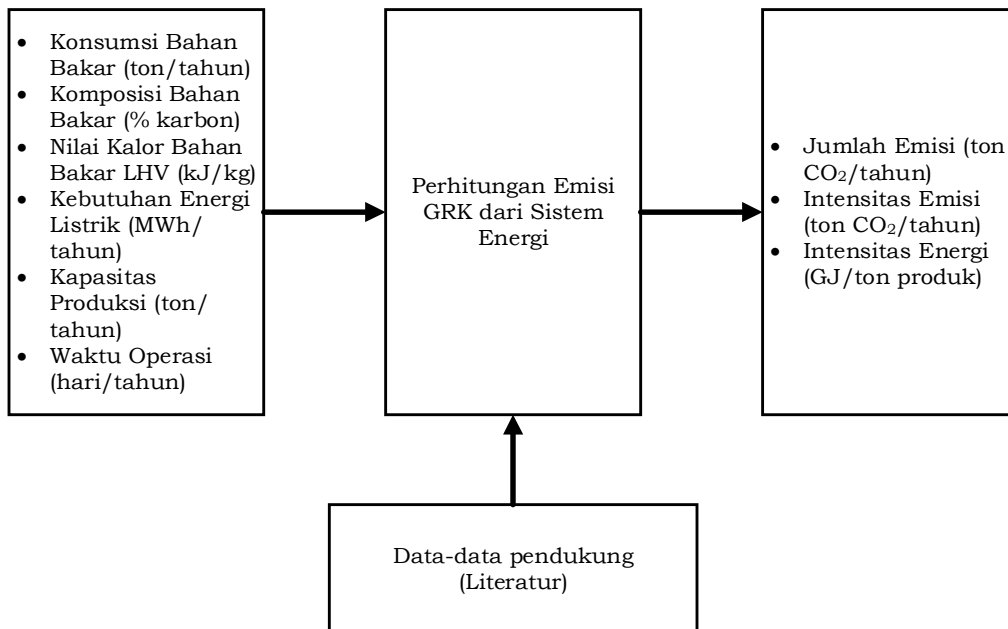 • Konsumsi Bahan
Bakar (ton/tahun)
• Komposisi Bahan
Bakar (% karbon)
• Nilai Kalor Bahan
Bakar LHV (kJ/kg)
• Kebutuhan Energi
Listrik (MWh/
tahun)
• Kapasitas
Produksi (ton/
tahun)
• Waktu Operasi
(hari/tahun)
Perhitungan Emisi
GRK dari Sistem
Energi
• Jumlah Emisi (ton
CO₂/tahun)
• Intensitas Emisi
(ton CO₂/tahun)
• Intensitas Energi
(GJ/ton produk)
Data-data pendukung
(Literatur)